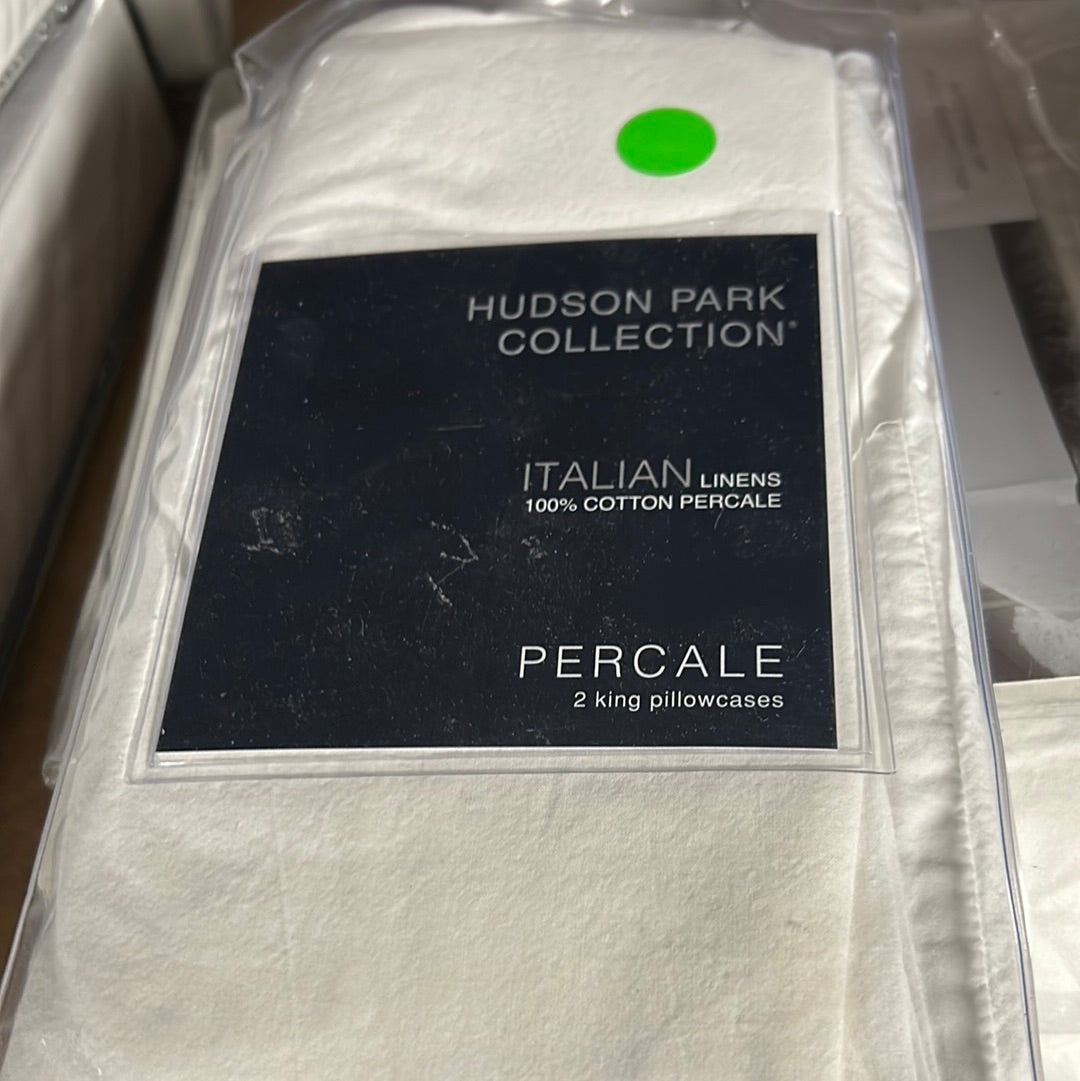 HUDSON PARK
COLLECTION®
ITALIAN LINENS
100% COTTON PERCALE
PERCALE
2 king pillowcases